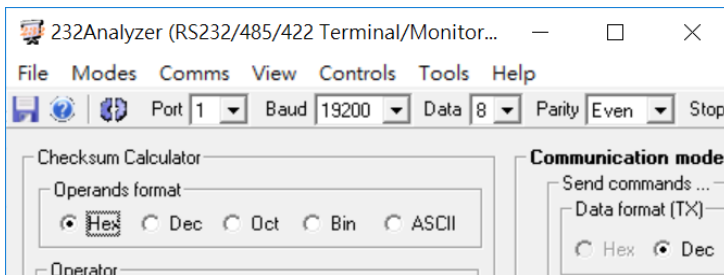 232Analyzer (RS232/485/422 Terminal/Monitor...
File Modes Comms View Controls Tools Help
Port 1 Baud 19200 Data 8 Parity Even Stop
Checksum Calculator
Operands format
Hex Dec Oct Bin ASCII
Operator
Communication mode
Send commands ...
Data format (TX)
Hex Dec